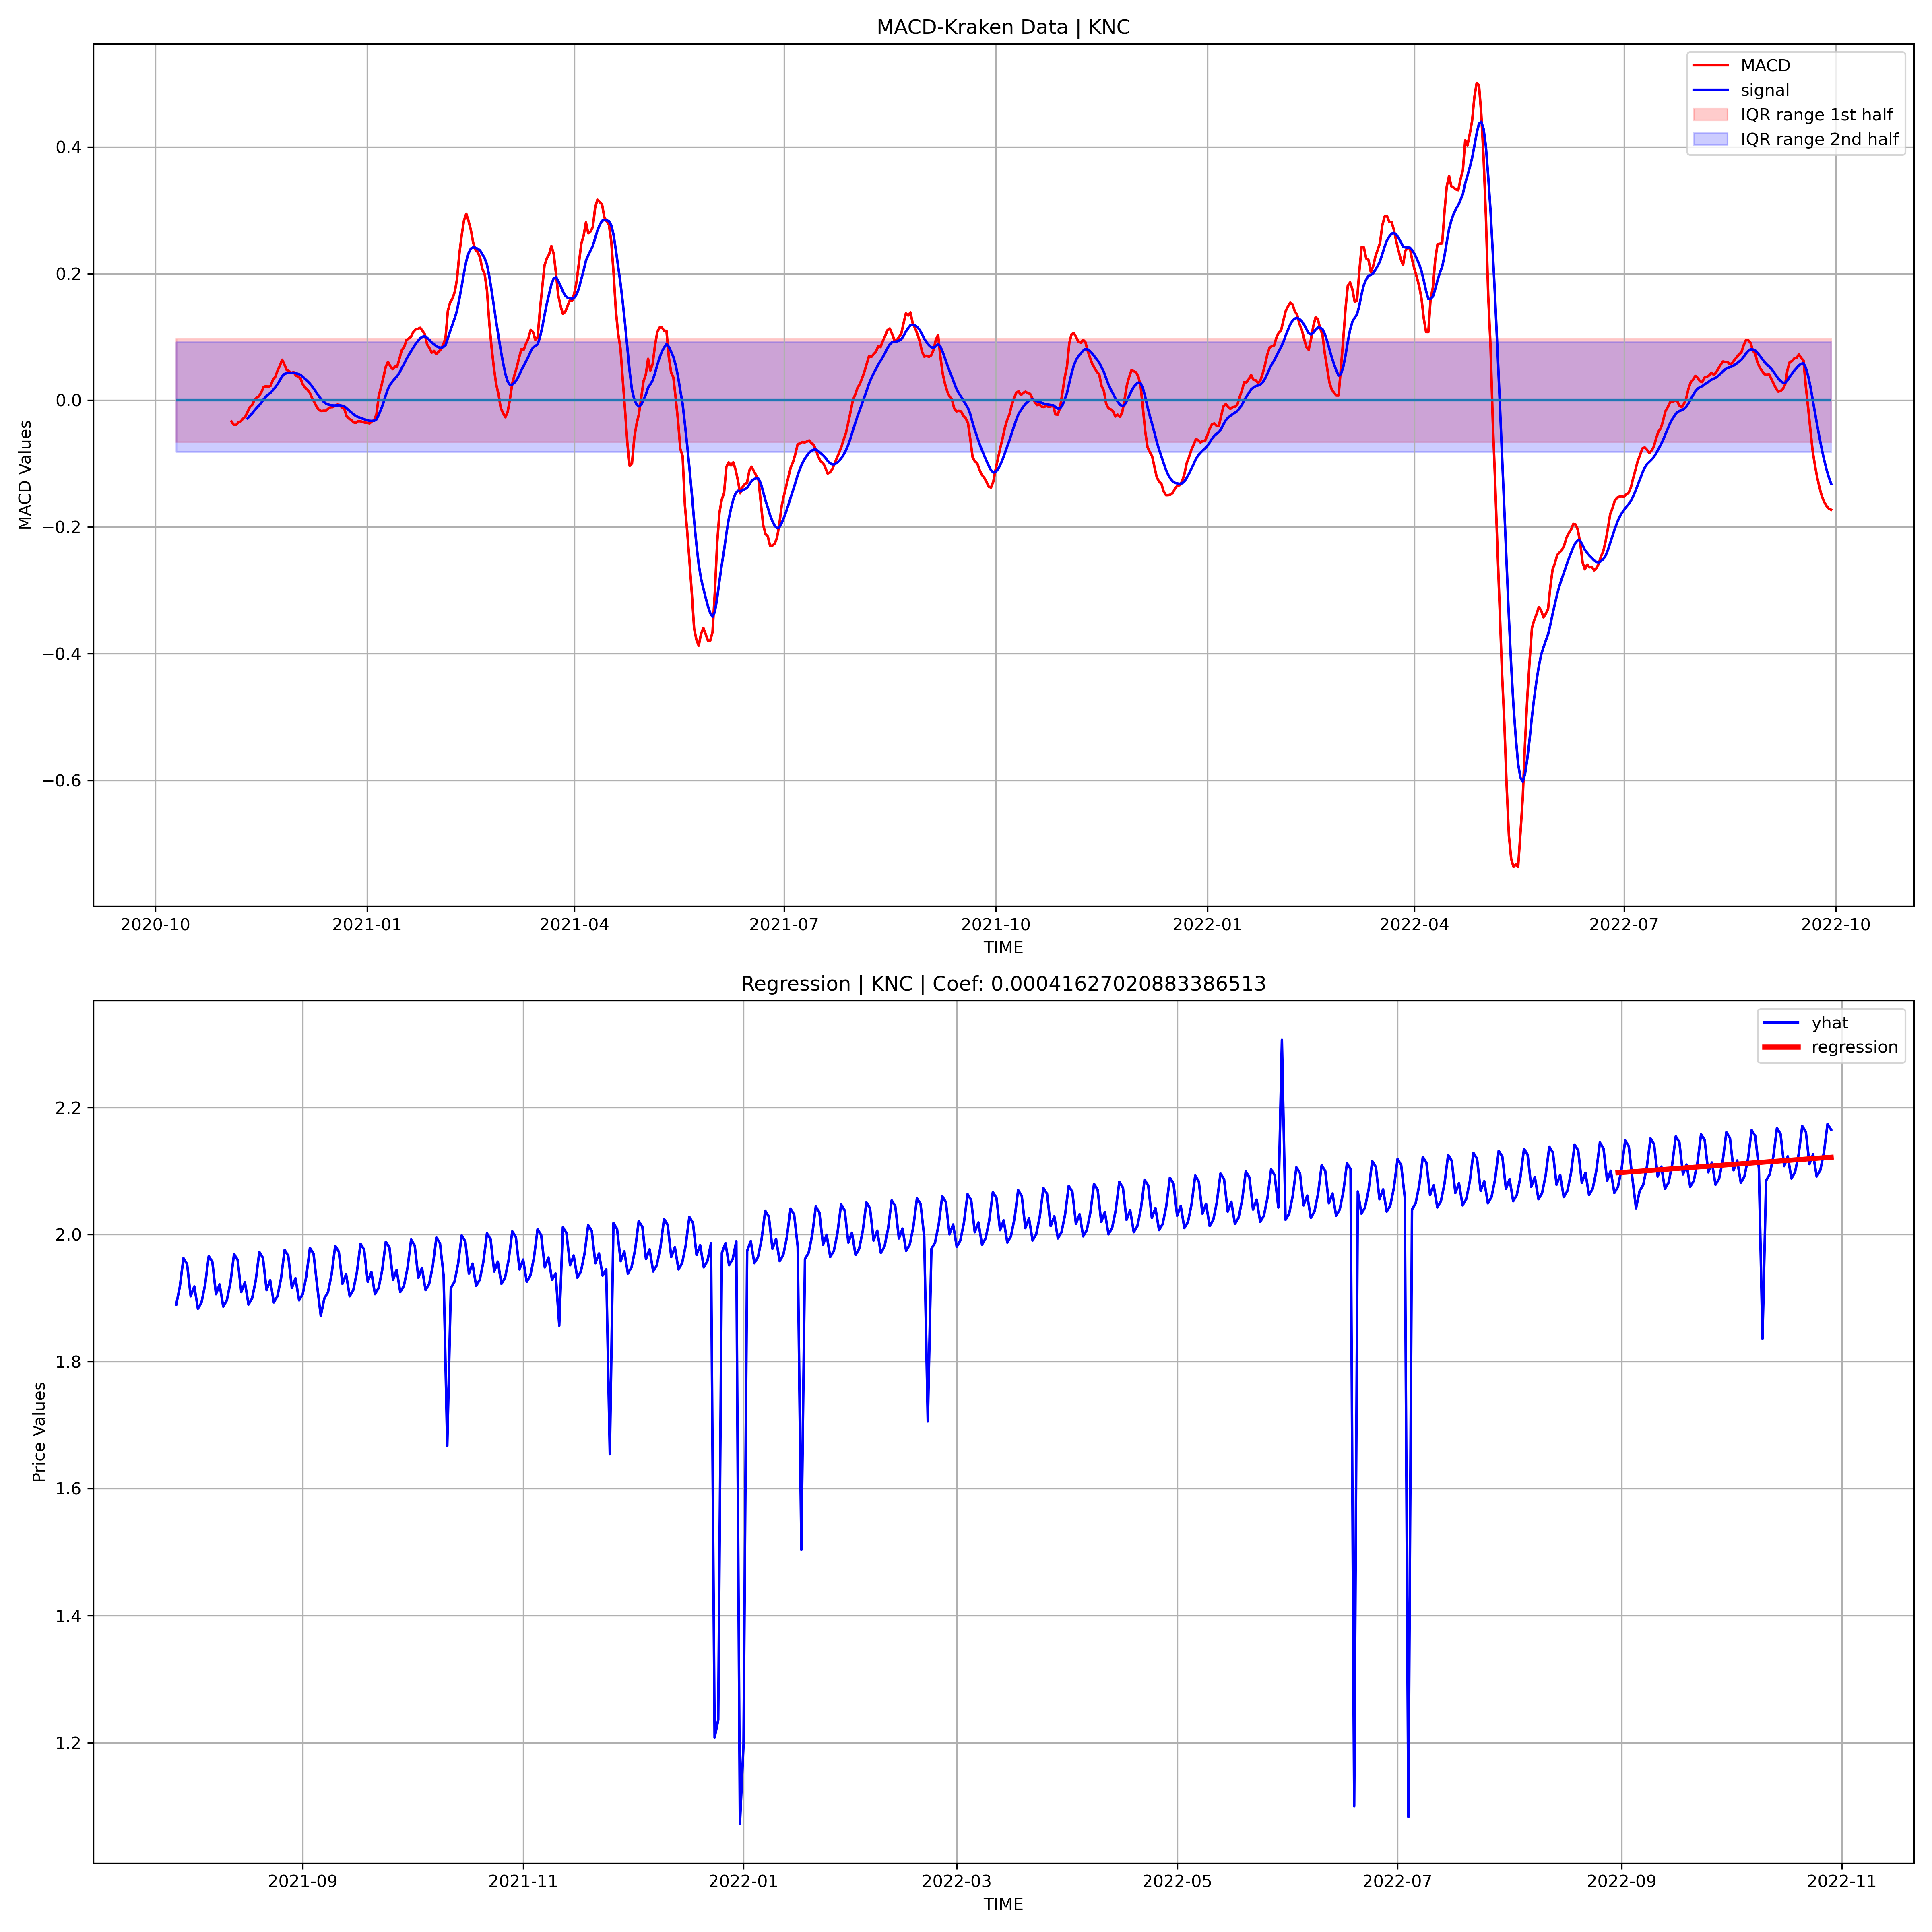 MACD-Kraken Data | KNC
MACD
signal
IQR range 1st half
IQR range 2nd half
MACD Values
0.4
0.2
0.0
−0.2
−0.4
−0.6
2020-10 2021-01 2021-04 2021-07 2021-10 2022-01 2022-04 2022-07 2022-10
TIME
Regression | KNC | Coef: 0.00041627020883386513
yhat
regression
Price Values
2.2
2.0
1.8
1.6
1.4
1.2
2021-09 2021-11 2022-01 2022-03 2022-05 2022-07 2022-09 2022-11
TIME